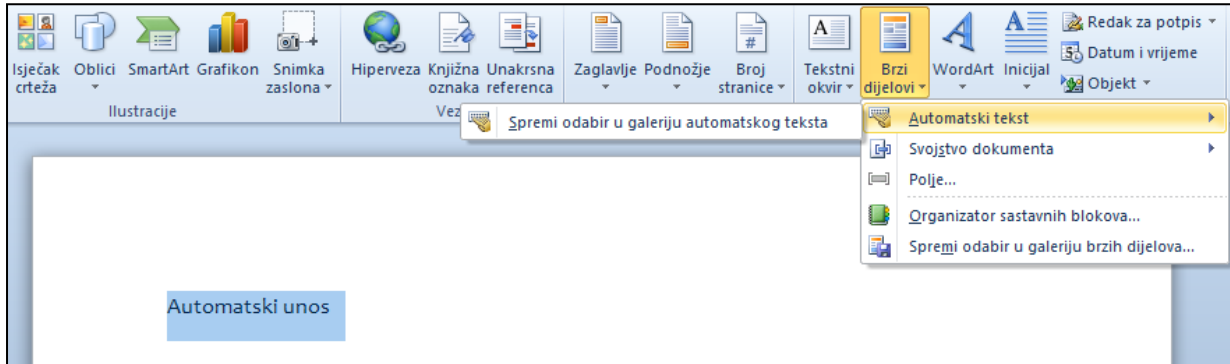 Isječak crteža
Oblici
SmartArt
Grafikon
Snimka zaslona
Hiperveza
Knjižna oznaka
Unakrsna referenca
Zaglavlje
Podnožje
Broj stranice
Tekstni okvir
Brzi dijelovi
WordArt
Inicijal
Redak za potpis
Datum i vrijeme
Objekt
Ilustracije
Vez
Spremi odabir u galeriju automatskog teksta
Automatski tekst
Svojstvo dokumenta
Polje...
Organizator sastavnih blokova...
Spremi odabir u galeriju brzih dijelova...
Automatski unos